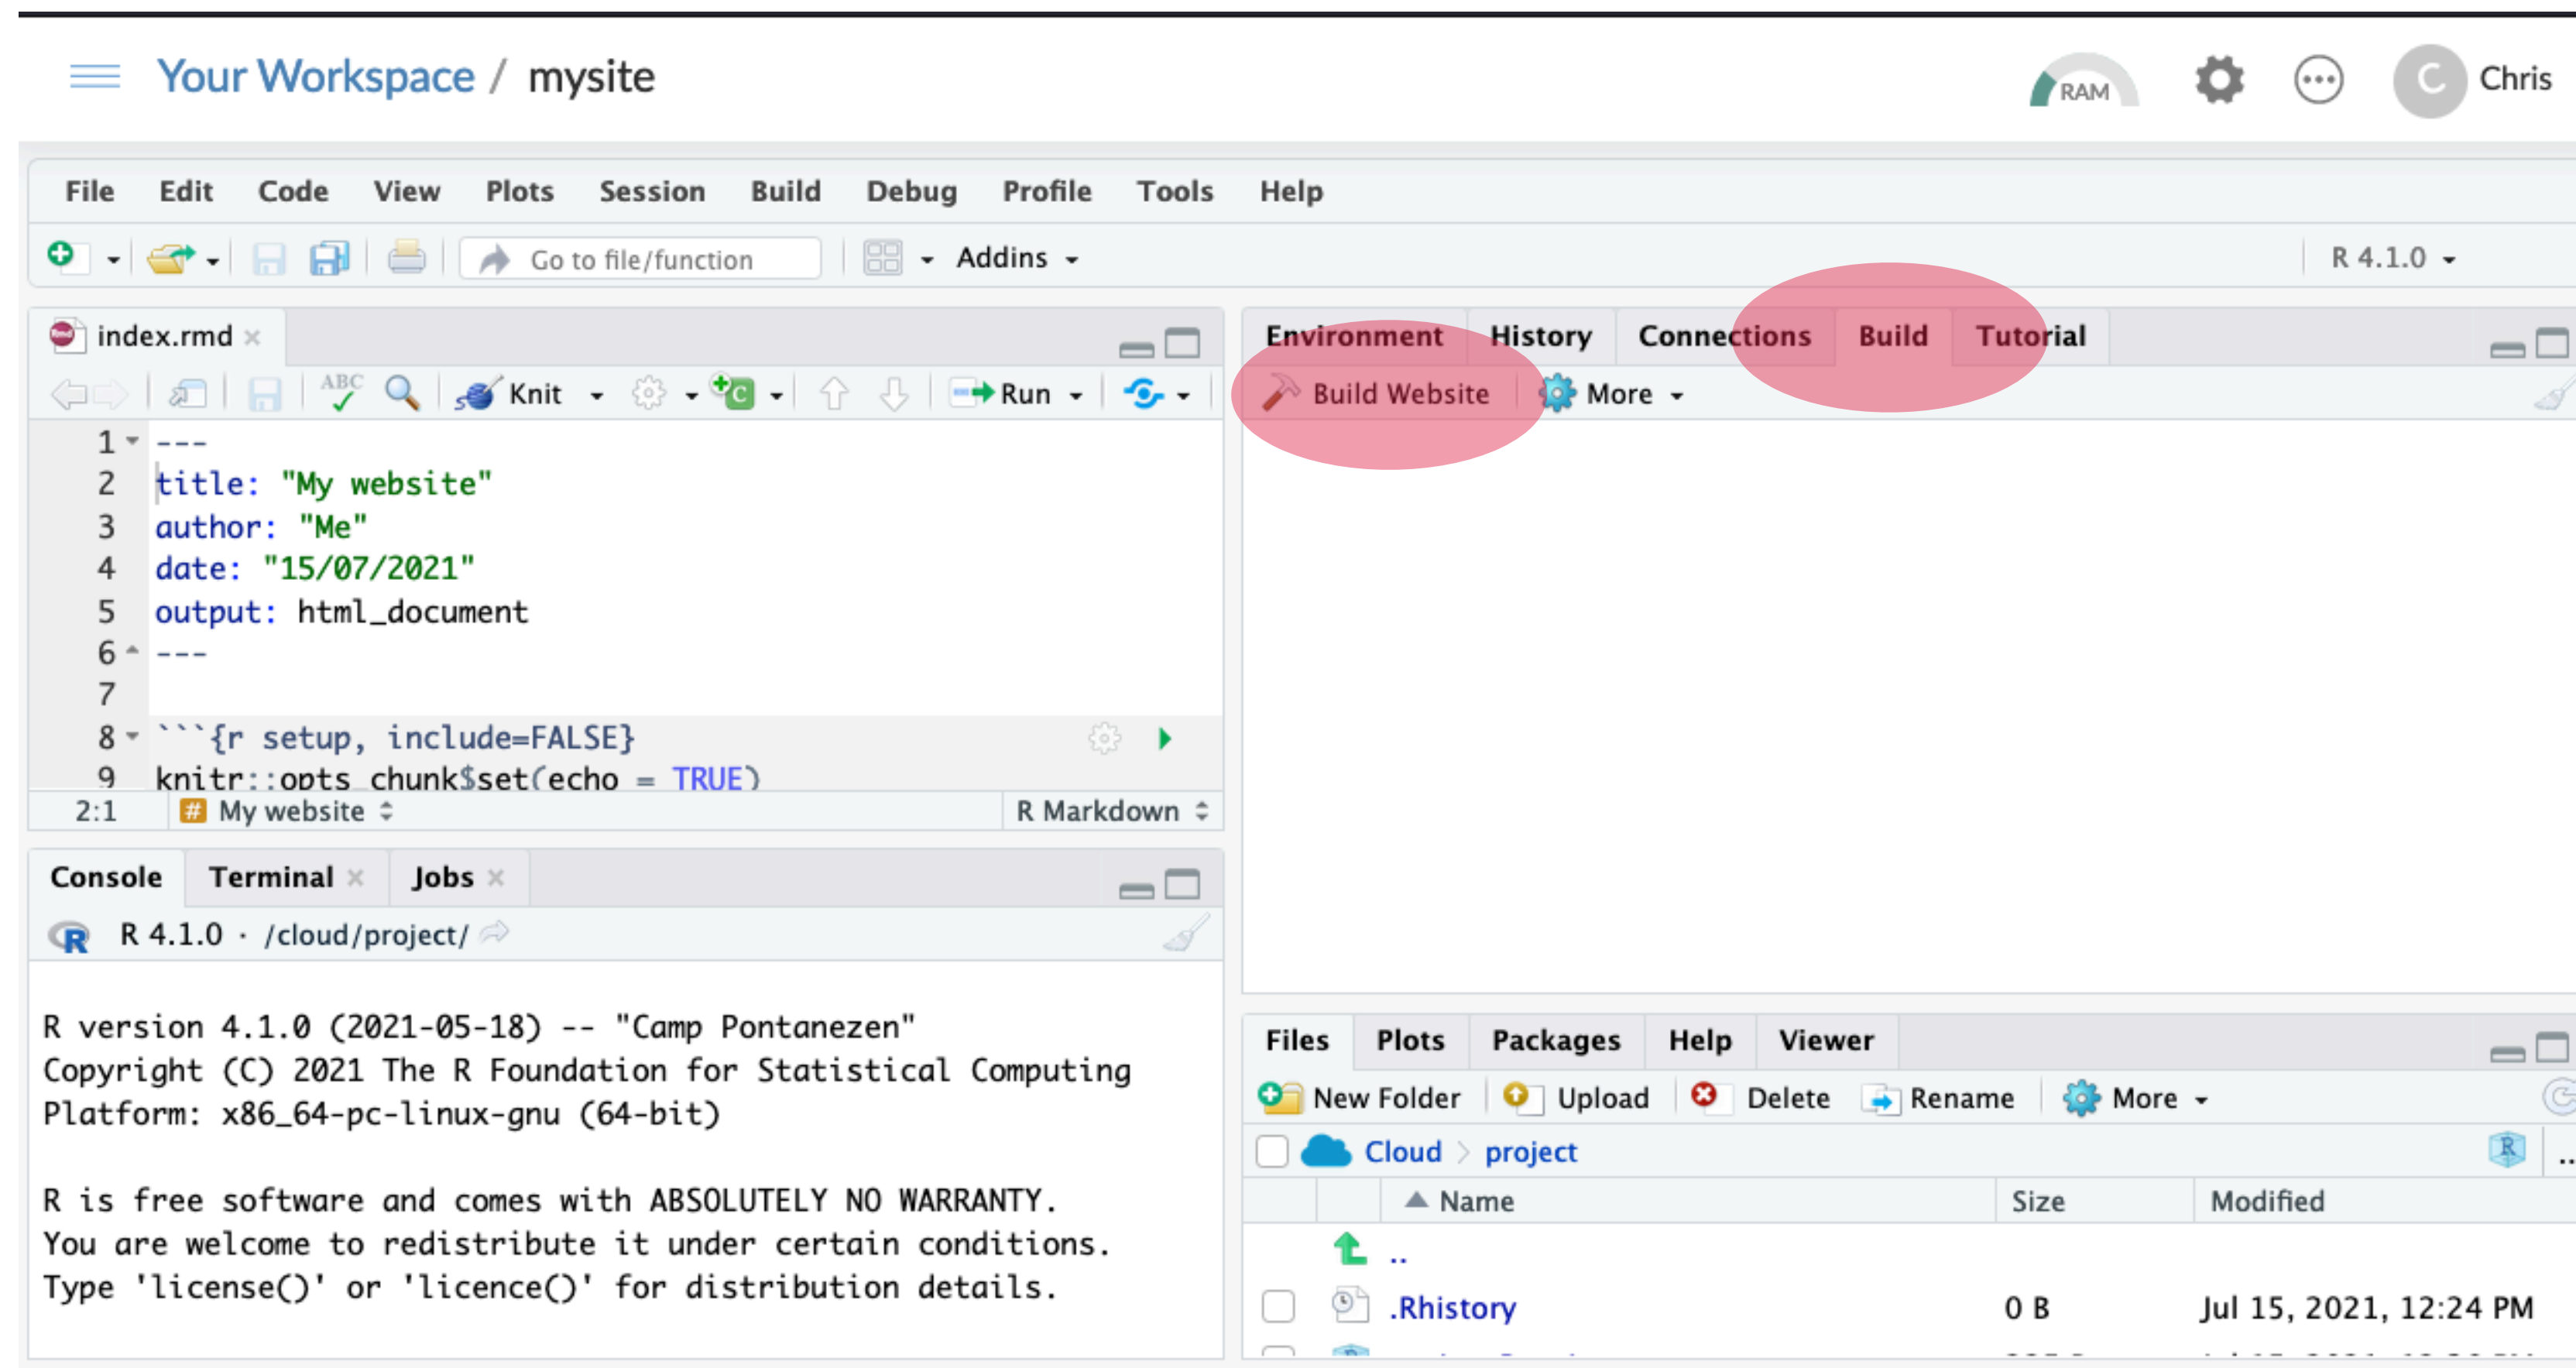 Your Workspace / mysite
RAM
C
Chris
File Edit Code View Plots Session Build Debug Profile Tools Help
Go to file/function
Addins
R 4.1.0
index.rmd
ABC
Knit
C
Run
1 ---
2 title: "My website"
3 author: "Me"
4 date: "15/07/2021"
5 output: html_document
6 ---
7
8 ```{r setup, include=FALSE}
9 knitr::opts_chunk$set(echo = TRUE)
2:1 # My website R Markdown
Console Terminal Jobs
R R 4.1.0 · /cloud/project/
R version 4.1.0 (2021-05-18) -- "Camp Pontanezen"
Copyright (C) 2021 The R Foundation for Statistical Computing
Platform: x86_64-pc-linux-gnu (64-bit)
R is free software and comes with ABSOLUTELY NO WARRANTY.
You are welcome to redistribute it under certain conditions.
Type 'license()' or 'licence()' for distribution details.
Environment History Connections Build Tutorial
Build Website More
Files Plots Packages Help Viewer
New Folder Upload Delete Rename More
Cloud > project R ..
Name Size Modified
..
.Rhistory 0 B Jul 15, 2021, 12:24 PM